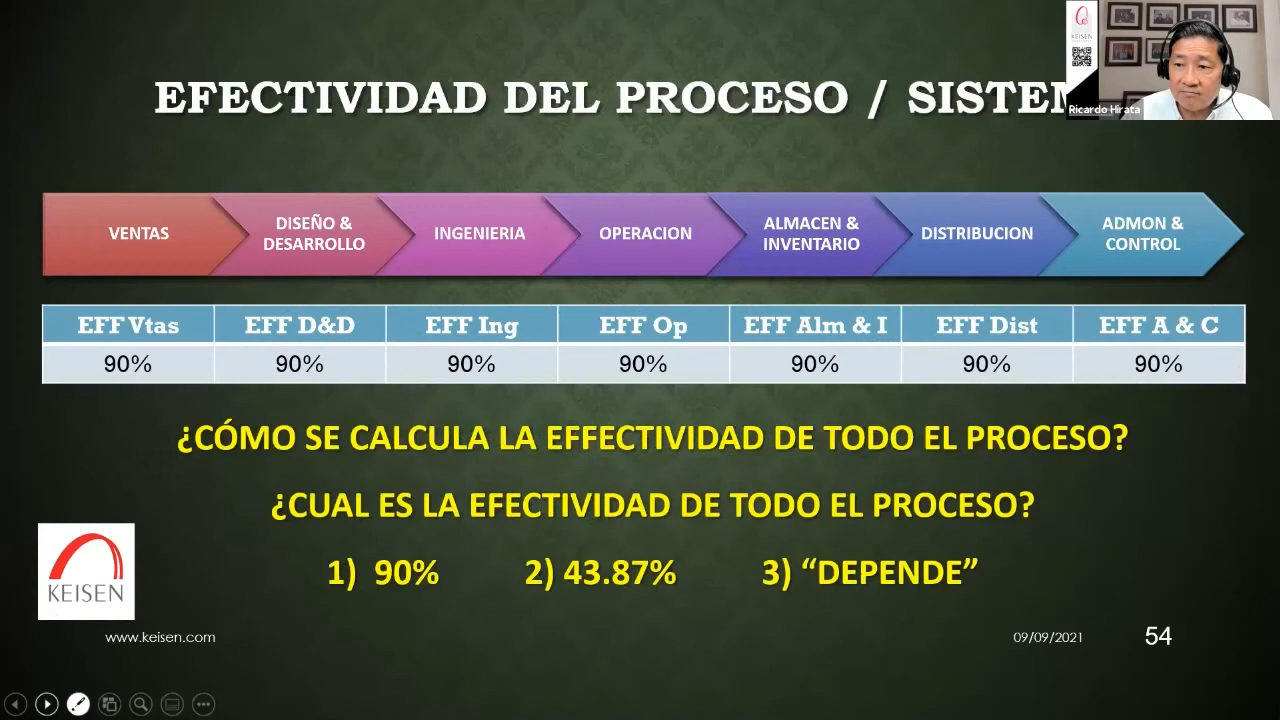 EFECTIVIDAD DEL PROCESO / SISTEM
KEISEN
Ricardo Hirata
VENTAS
DISEÑO &
DESARROLLO
INGENIERIA
OPERACION
ALMACEN &
INVENTARIO
DISTRIBUCION
ADMON &
CONTROL
EFF Vtas EFF D&D EFF Ing EFF Op EFF Alm & I EFF Dist EFF A & C
90% 90% 90% 90% 90% 90% 90%
¿CÓMO SE CALCULA LA EFFECTIVIDAD DE TODO EL PROCESO?
¿CUAL ES LA EFECTIVIDAD DE TODO EL PROCESO?
1) 90% 2) 43.87% 3) “DEPENDE”
KEISEN
www.keisen.com
09/09/2021
54